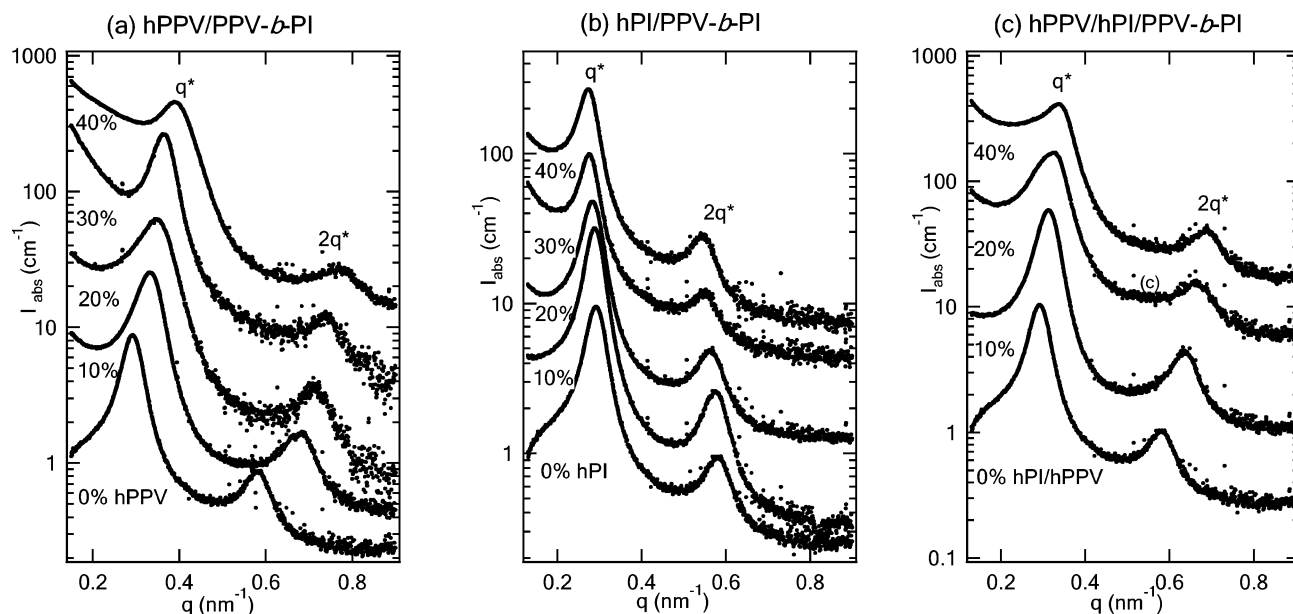 (a) hPPV/PPV-b-PI
1000
100
10
1
I_abs (cm⁻¹)
40%
30%
20%
10%
0% hPPV
q*
2q*
0.2 0.4 0.6 0.8
q (nm⁻¹)
(b) hPI/PPV-b-PI
100
10
1
I_abs (cm⁻¹)
q*
2q*
40%
30%
20%
10%
0% hPI
0.2 0.4 0.6 0.8
q (nm⁻¹)
(c) hPPV/hPI/PPV-b-PI
1000
100
10
1
0.1
I_abs (cm⁻¹)
q*
2q*
40%
20%
(c)
10%
0% hPI/hPPV
0.2 0.4 0.6 0.8
q (nm⁻¹)